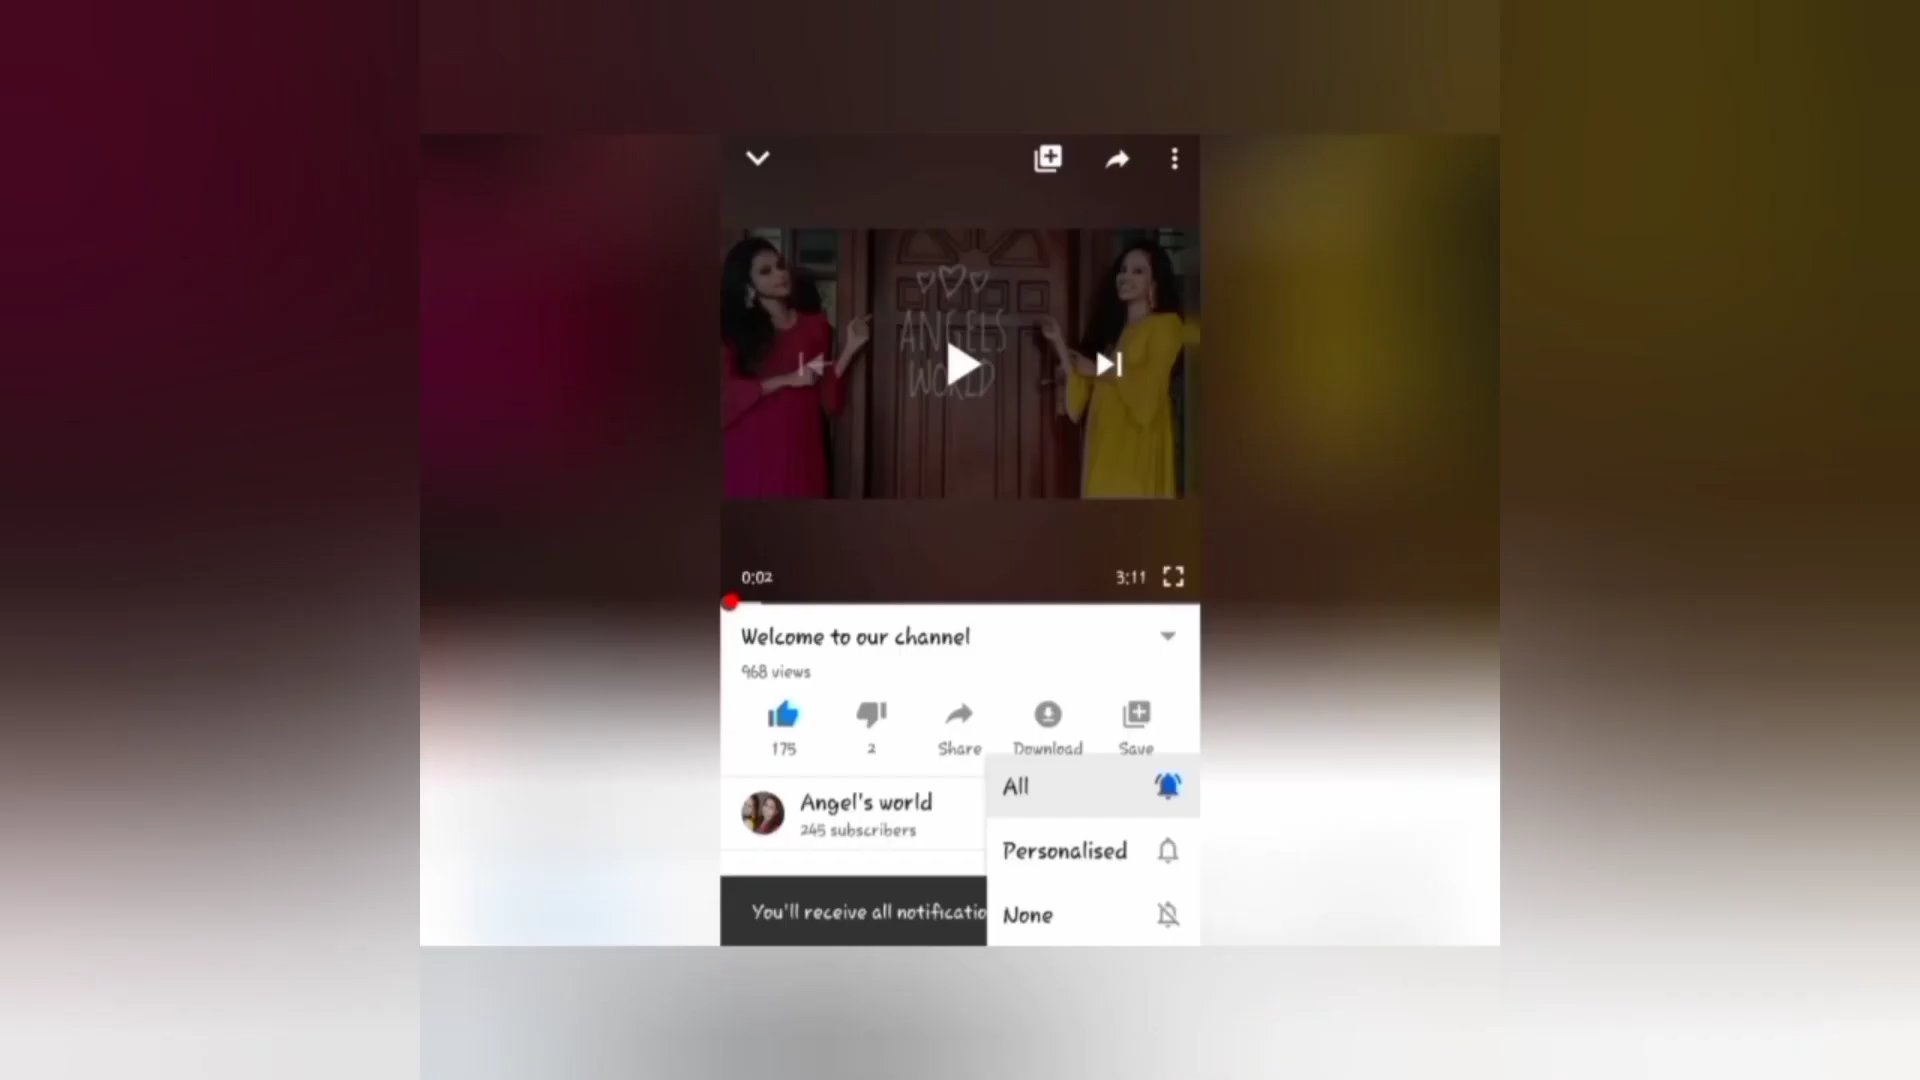 ANGELS
WORLD
0:02
3:11
Welcome to our channel
968 views
175
2
Share
Download
Save
All
Angel's world
245 subscribers
Personalised
You'll receive all notificatio
None